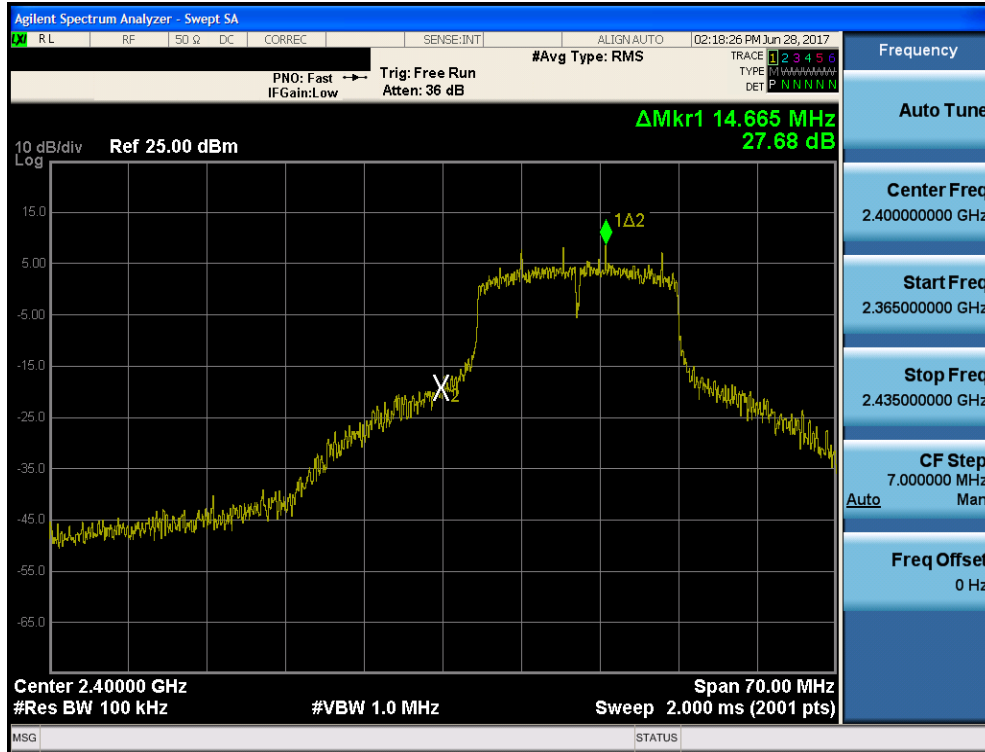 Agilent Spectrum Analyzer - Swept SA
LXI RL RF 50 Ω DC CORREC SENSE:INT ALIGN AUTO 02:18:26 PM Jun 28, 2017
#Avg Type: RMS
TRACE 1 2 3 4 5 6
TYPE M W W W W W
DET P N N N N N
PNO: Fast Trig: Free Run
IFGain:Low Atten: 36 dB
ΔMkr1 14.665 MHz
27.68 dB
10 dB/div Ref 25.00 dBm
Log
15.0
5.00
-5.00
-15.0
-25.0
-35.0
-45.0
-55.0
-65.0
1Δ2
X2
Center 2.40000 GHz Span 70.00 MHz
#Res BW 100 kHz #VBW 1.0 MHz Sweep 2.000 ms (2001 pts)
MSG STATUS
Frequency
Auto Tune
Center Freq
2.400000000 GHz
Start Freq
2.365000000 GHz
Stop Freq
2.435000000 GHz
CF Step
7.000000 MHz
Auto Man
Freq Offset
0 Hz